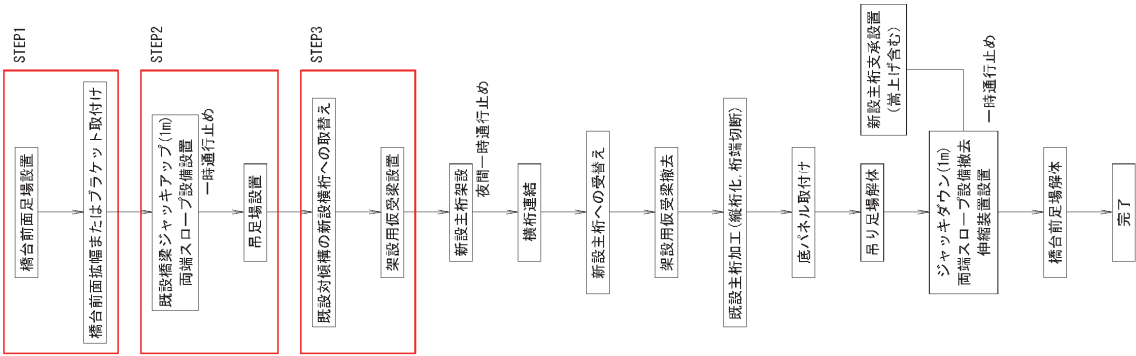 STEP1
橋台前面足場設置
橋台前面拡幅またはブラケット取付け
STEP2
既設橋梁ジャッキアップ(1m)
両端スロープ設備設置
一時通行止め
吊足場設置
STEP3
既設対傾構の新設横桁への取替え
架設用仮受梁設置
新設主桁架設
夜間一時通行止め
横桁連結
新設主桁への受替え
架設用仮受梁撤去
既設主桁加工(縦桁化,桁端切断)
底パネル取付け
吊り足場解体
新設主桁支承設置
(嵩上げ含む)
ジャッキダウン(1m)
両端スロープ設備撤去
伸縮装置設置
一時通行止め
橋台前足場解体
完了